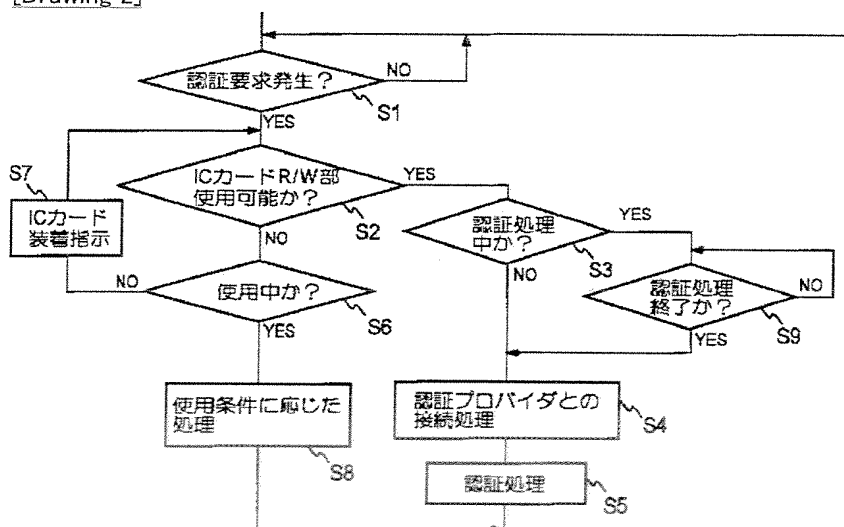 [Drawing 2]
認証要求発生？
NO
S1
YES
S7
ICカードR/W部
使用可能か？
YES
S2
ICカード
装着指示
認証処理
中か？
YES
S3
NO
NO
NO
使用中か？
S6
認証処理
終了か？
NO
S9
YES
YES
使用条件に応じた
処理
S8
認証プロバイダとの
接続処理
S4
認証処理
S5